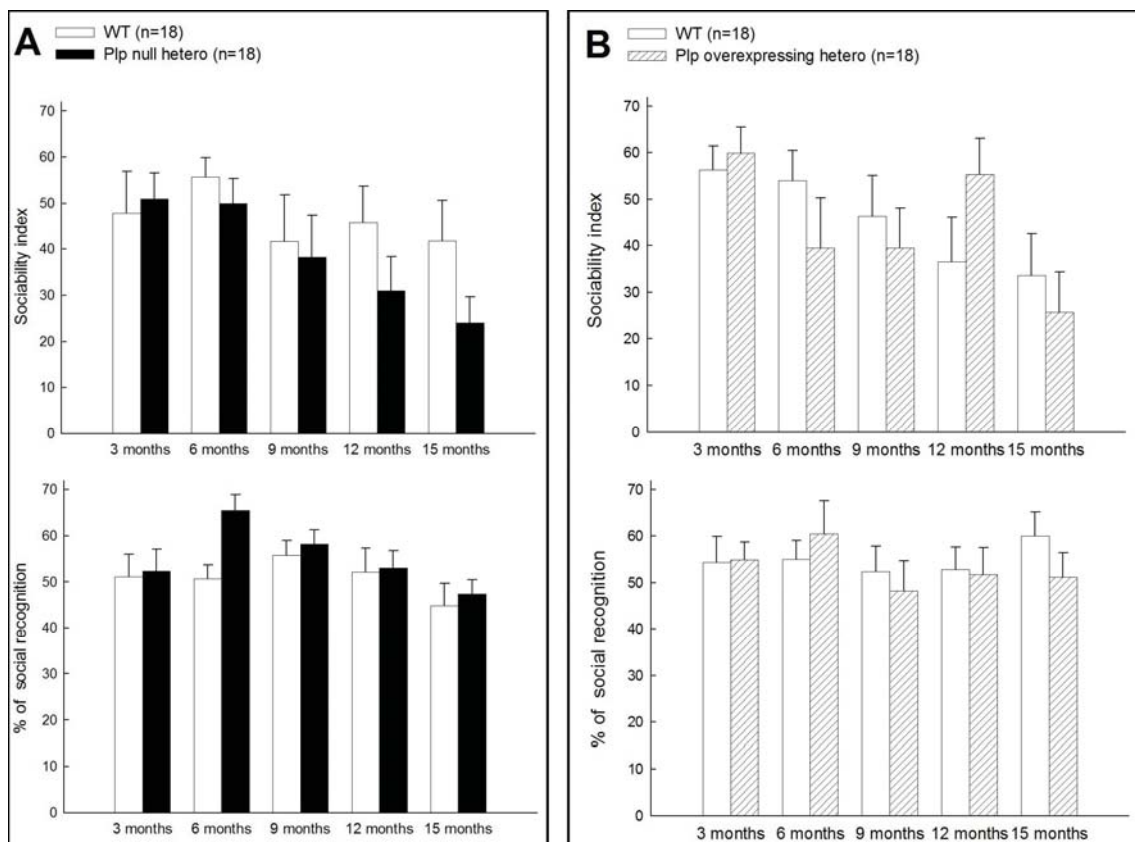 A
WT (n=18)
Plp null hetero (n=18)
70
60
50
40
30
20
10
0
Sociability index
3 months 6 months 9 months 12 months 15 months
70
60
50
40
30
20
10
0
% of social recognition
3 months 6 months 9 months 12 months 15 months
B
WT (n=18)
Plp overexpressing hetero (n=18)
70
60
50
40
30
20
10
0
Sociability index
3 months 6 months 9 months 12 months 15 months
70
60
50
40
30
20
10
0
% of social recognition
3 months 6 months 9 months 12 months 15 months